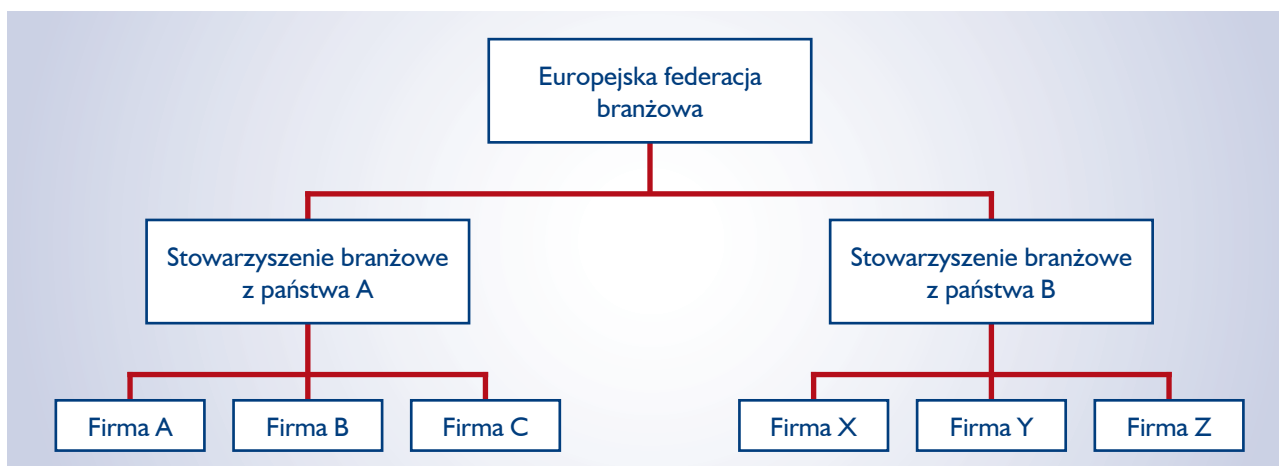 Europejska federacja
branżowa
Stowarzyszenie branżowe
z państwa A
Stowarzyszenie branżowe
z państwa B
Firma A
Firma B
Firma C
Firma X
Firma Y
Firma Z